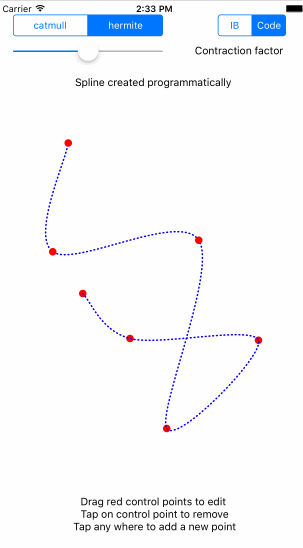 Carrier 2:33 PM
catmull hermite IB Code
Contraction factor
Spline created programmatically
Drag red control points to edit
Tap on control point to remove
Tap any where to add a new point